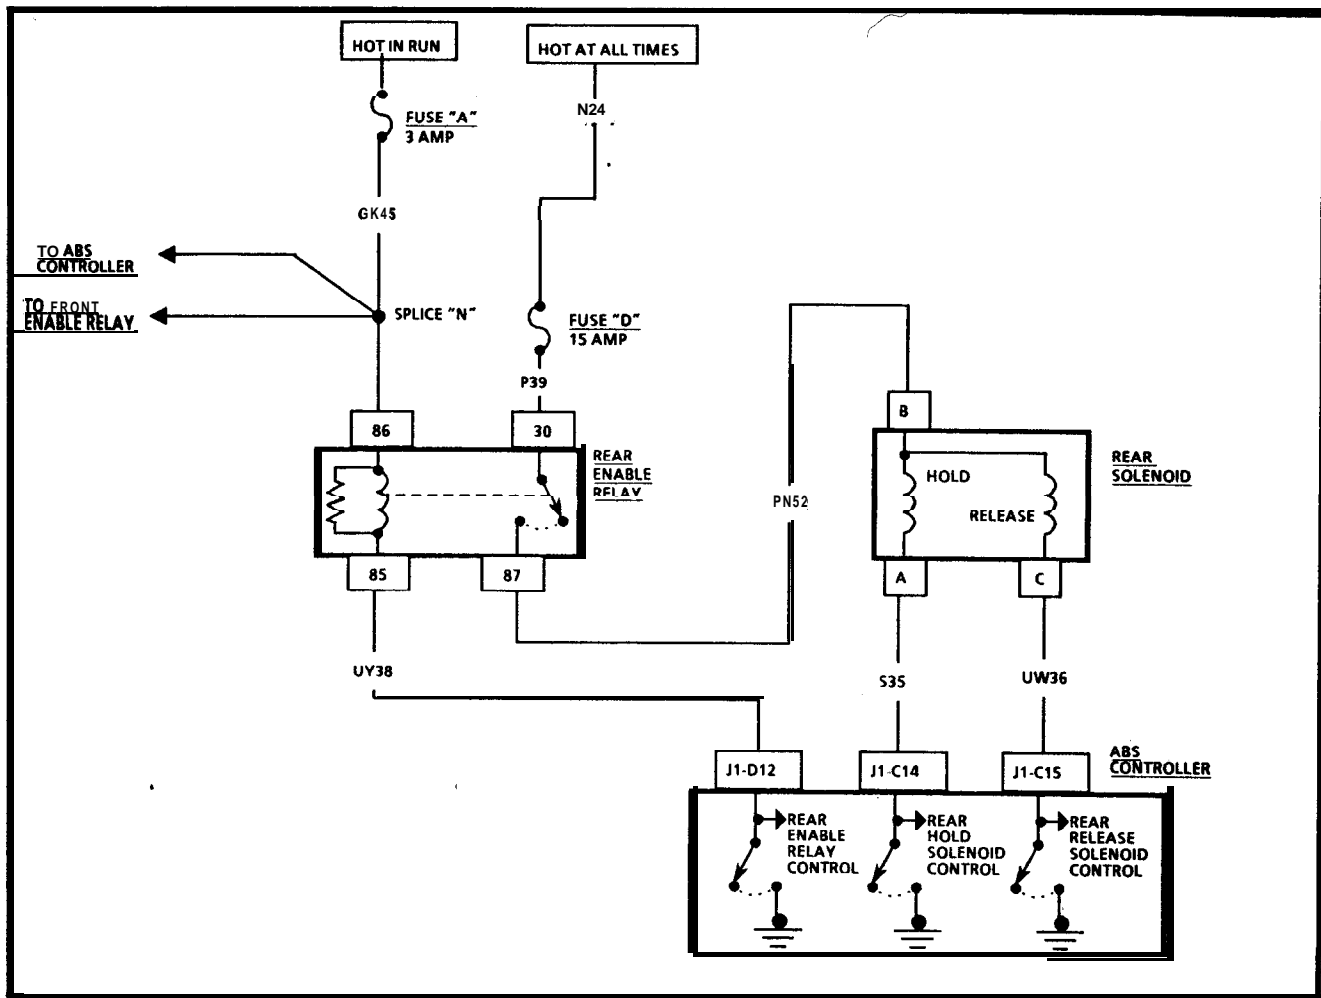 HOT IN RUN
HOT AT ALL TIMES
N24
FUSE "A"
3 AMP
GK45
TO ABS
CONTROLLER
TO FRONT
ENABLE RELAY
SPLICE "N"
FUSE "D"
15 AMP
P39
86
30
B
REAR
ENABLE
RELAY
HOLD
RELEASE
REAR
SOLENOID
PN52
85
87
A
C
UY38
S35
UW36
J1-D12
J1-C14
J1-C15
ABS
CONTROLLER
REAR
ENABLE
RELAY
CONTROL
REAR
HOLD
SOLENOID
CONTROL
REAR
RELEASE
SOLENOID
CONTROL